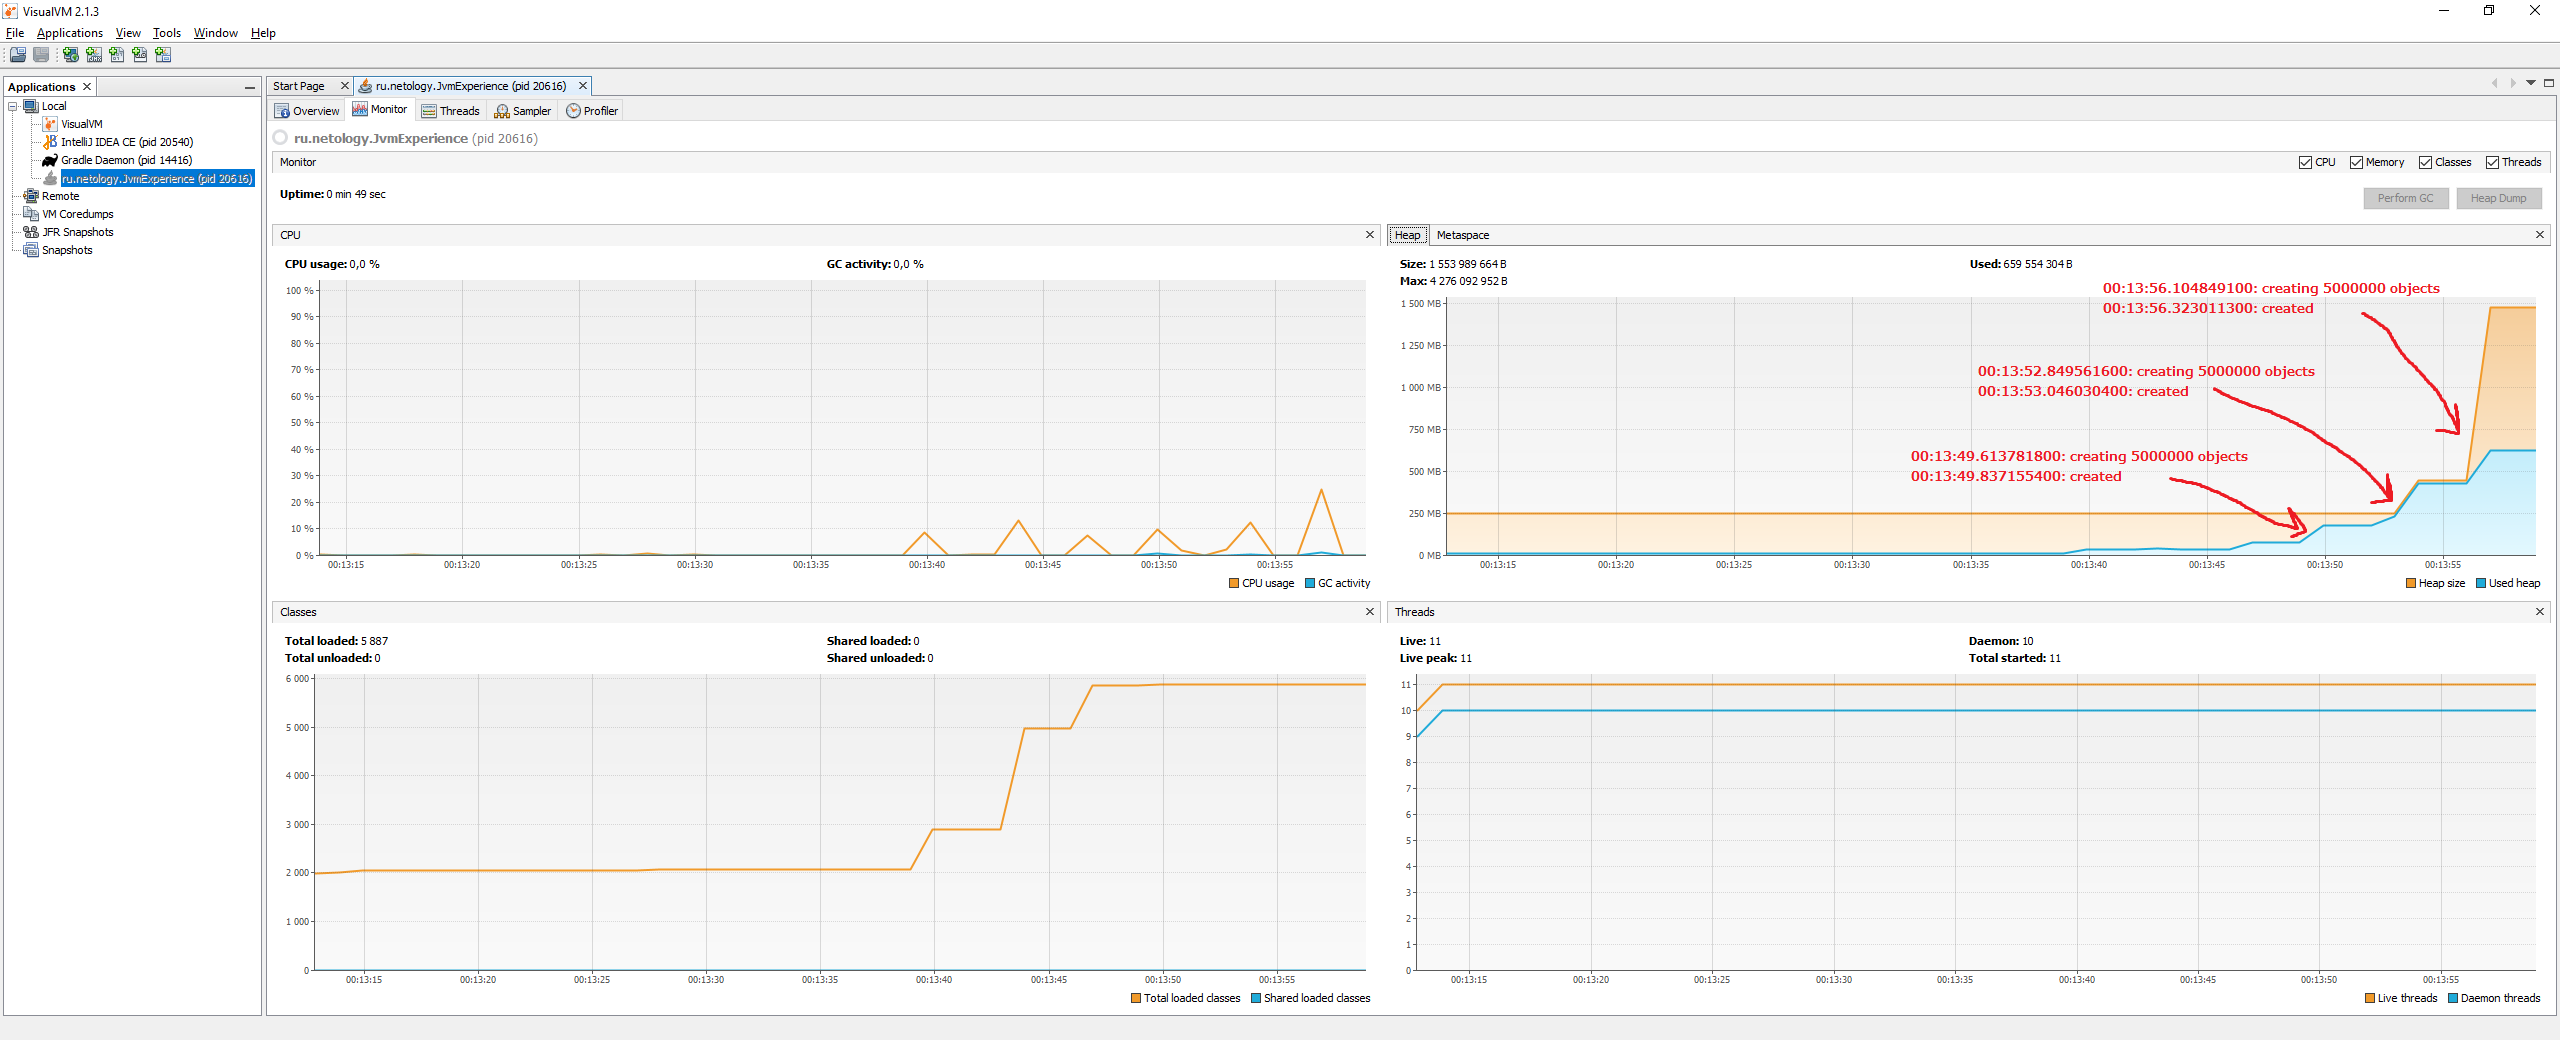 VisualVM 2.1.3
File Applications View Tools Window Help
Applications
Local
VisualVM
IntelliJ IDEA CE (pid 20540)
Gradle Daemon (pid 14416)
ru.netology.JvmExperience (pid 20616)
Remote
VM Coredumps
JFR Snapshots
Snapshots
Start Page ru.netology.JvmExperience (pid 20616)
Overview Monitor Threads Sampler Profiler
ru.netology.JvmExperience (pid 20616)
Monitor CPU Memory Classes Threads
Uptime: 0 min 49 sec
Perform GC Heap Dump
CPU
CPU usage: 0,0 % GC activity: 0,0 %
100 %
90 %
80 %
70 %
60 %
50 %
40 %
30 %
20 %
10 %
0 %
00:13:15 00:13:20 00:13:25 00:13:30 00:13:35 00:13:40 00:13:45 00:13:50 00:13:55
CPU usage GC activity
Heap Metaspace
Size: 1 553 989 664 B Used: 659 554 304 B
Max: 4 276 092 952 B
00:13:56.104849100: creating 5000000 objects
00:13:56.323011300: created
00:13:52.849561600: creating 5000000 objects
00:13:53.046030400: created
00:13:49.613781800: creating 5000000 objects
00:13:49.837155400: created
1 500 MB
1 250 MB
1 000 MB
750 MB
500 MB
250 MB
0 MB
00:13:15 00:13:20 00:13:25 00:13:30 00:13:35 00:13:40 00:13:45 00:13:50 00:13:55
Heap size Used heap
Classes
Total loaded: 5 887 Shared loaded: 0
Total unloaded: 0 Shared unloaded: 0
6 000
5 000
4 000
3 000
2 000
1 000
0
00:13:15 00:13:20 00:13:25 00:13:30 00:13:35 00:13:40 00:13:45 00:13:50 00:13:55
Total loaded classes Shared loaded classes
Threads
Live: 11 Daemon: 10
Live peak: 11 Total started: 11
11
10
9
8
7
6
5
4
3
2
1
0
00:13:15 00:13:20 00:13:25 00:13:30 00:13:35 00:13:40 00:13:45 00:13:50 00:13:55
Live threads Daemon threads